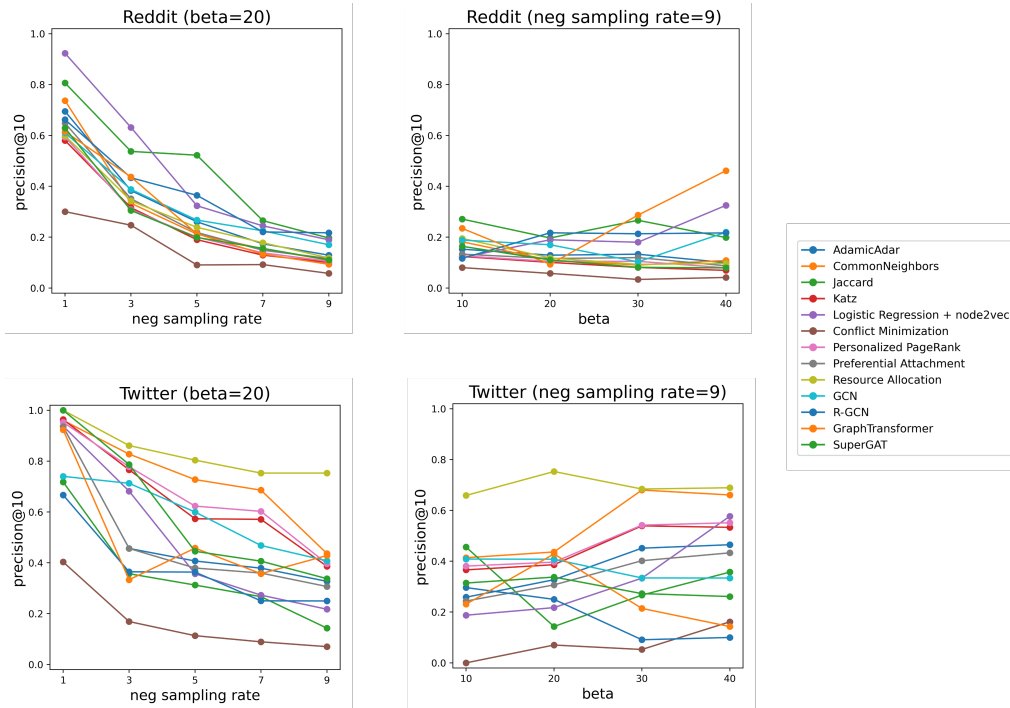 Reddit (beta=20)
precision@10
1.0
0.8
0.6
0.4
0.2
0.0
1 3 5 7 9
neg sampling rate
Reddit (neg sampling rate=9)
precision@10
1.0
0.8
0.6
0.4
0.2
0.0
10 20 30 40
beta
AdamicAdar
CommonNeighbors
Jaccard
Katz
Logistic Regression + node2vec
Conflict Minimization
Personalized PageRank
Preferential Attachment
Resource Allocation
GCN
R-GCN
GraphTransformer
SuperGAT
Twitter (beta=20)
precision@10
1.0
0.8
0.6
0.4
0.2
0.0
1 3 5 7 9
neg sampling rate
Twitter (neg sampling rate=9)
precision@10
1.0
0.8
0.6
0.4
0.2
0.0
10 20 30 40
beta